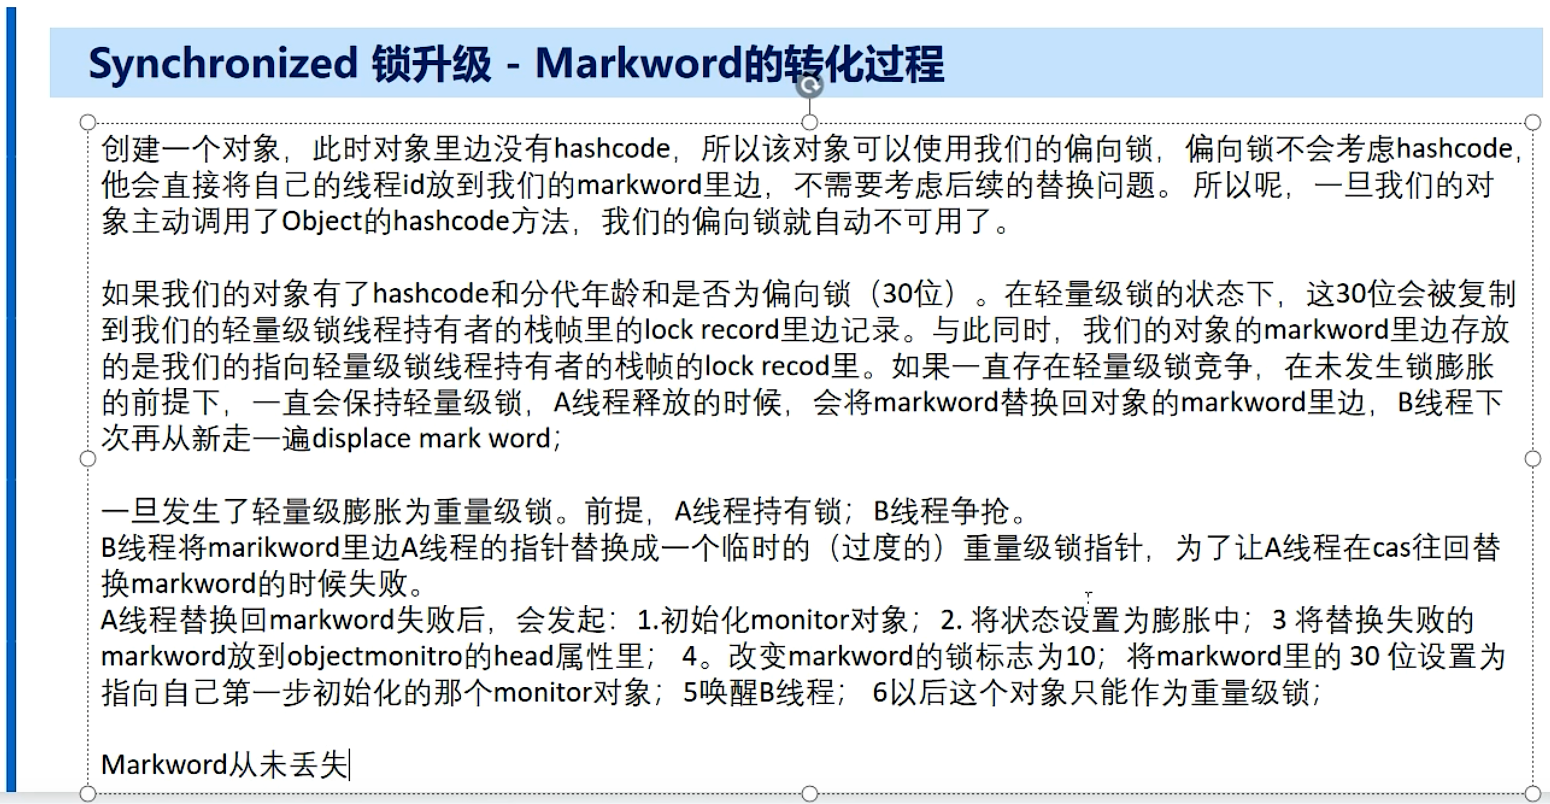 Synchronized 锁升级 - Markword的转化过程
创建一个对象，此时对象里边没有hashcode，所以该对象可以使用我们的偏向锁，偏向锁不会考虑hashcode，
他会直接将自己的线程id放到我们的markword里边，不需要考虑后续的替换问题。 所以呢，一旦我们的对
象主动调用了Object的hashcode方法，我们的偏向锁就自动不可用了。
如果我们的对象有了hashcode和分代年龄和是否为偏向锁（30位）。在轻量级锁的状态下，这30位会被复制
到我们的轻量级锁线程持有者的栈帧里的lock record里边记录。与此同时，我们的对象的markword里边存放
的是我们的指向轻量级锁线程持有者的栈帧的lock recod里。如果一直存在轻量级锁竞争，在未发生锁膨胀
的前提下，一直会保持轻量级锁，A线程释放的时候，会将markword替换回对象的markword里边，B线程下
次再从新走一遍displace mark word；
一旦发生了轻量级膨胀为重量级锁。前提，A线程持有锁；B线程争抢。
B线程将marikword里边A线程的指针替换成一个临时的（过度的）重量级锁指针，为了让A线程在cas往回替
换markword的时候失败。
A线程替换回markword失败后，会发起：1.初始化monitor对象；2. 将状态设置为膨胀中；3 将替换失败的
markword放到objectmonitro的head属性里； 4。改变markword的锁标志为10；将markword里的 30 位设置为
指向自己第一步初始化的那个monitor对象；5唤醒B线程； 6以后这个对象只能作为重量级锁；
Markword从未丢失